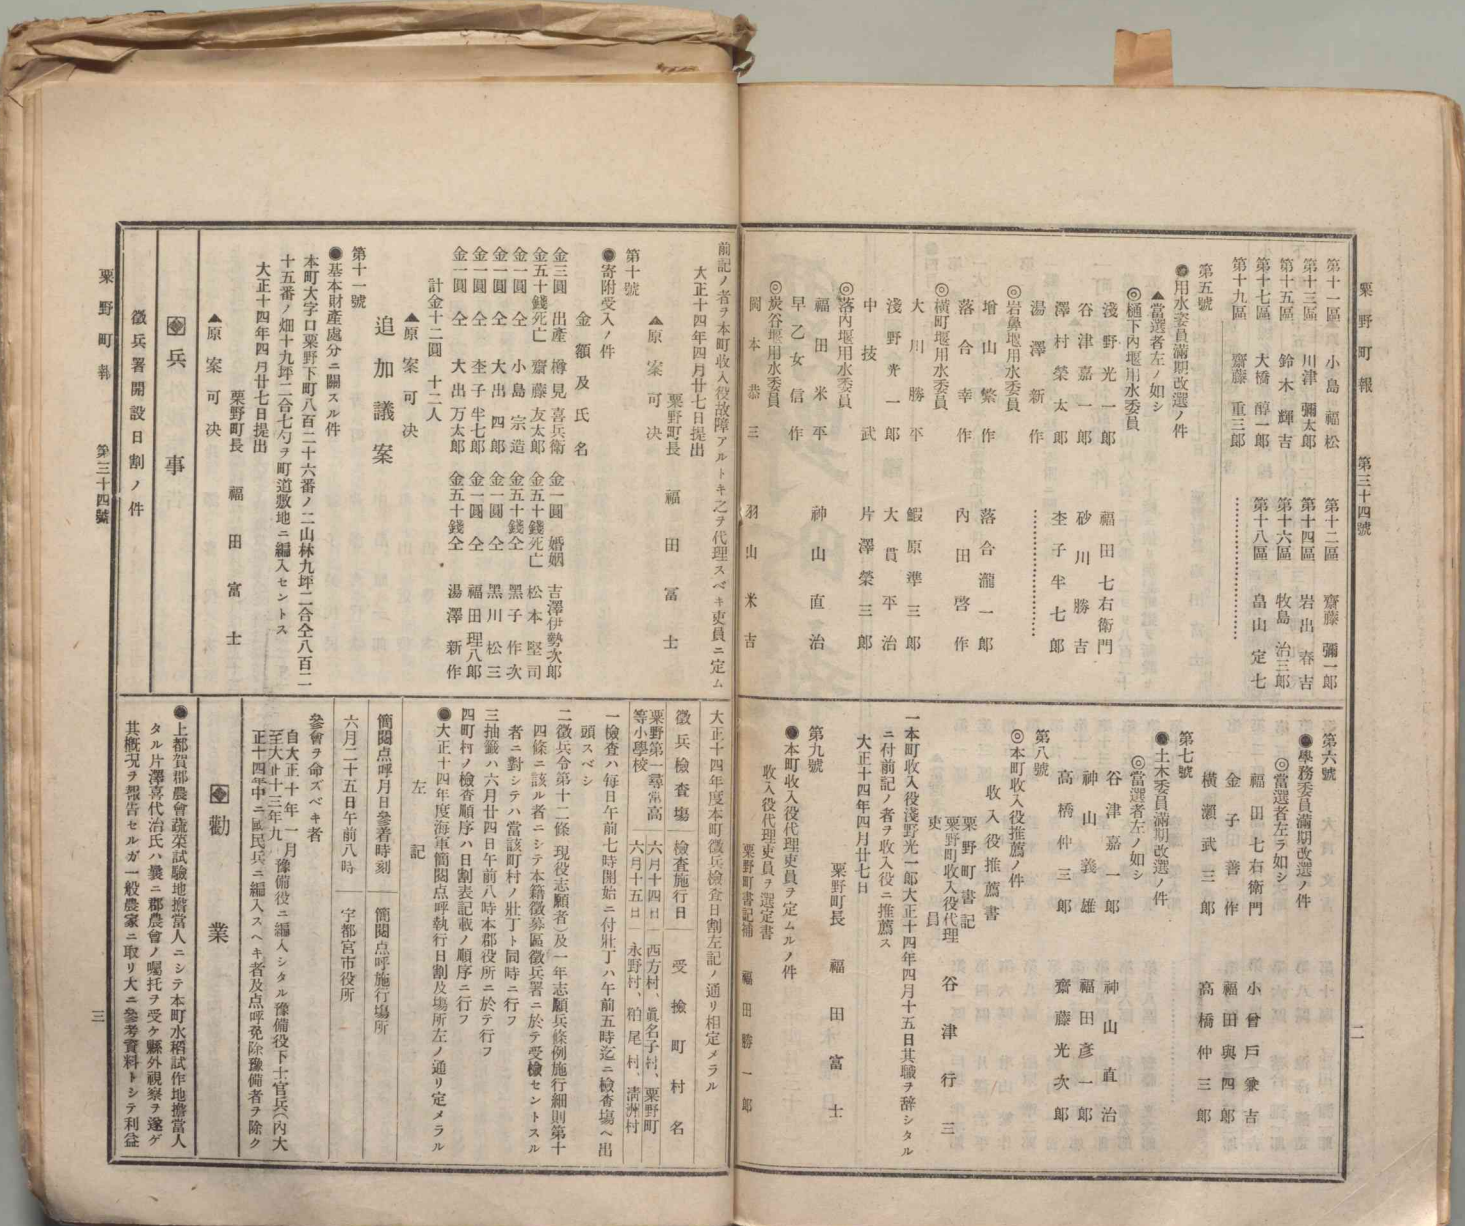 粟野町報　第三十四號
二
第十一區　小島福松　第十二區　齋藤彌一郎
第十三區　川津彌太郎　第十四區　岩出春吉
第十五區　鈴木輝吉　第十六區　牧島治三郎
第十七區　大橋醇一郎　第十八區　畠山定七
第十九區　齋藤重三郎
第五號
●用水委員滿期改選ノ件
▲當選者左ノ如シ
◎樋下内堰用水委員
淺野光一郎　福田七右衛門
谷津嘉一郎　砂川勝吉
澤村榮太郎　杢子半七郎
湯澤新作
◎岩鼻堰用水委員
増山繁作　落合瀧一郎
落合幸作　内田啓作
◎橫町堰用水委員
大川勝平　鰕原準三郎
淺野光一郎　大貫平治
中技武　片澤榮三郎
◎落内堰用水委員
福田米平　神山直治
早乙女信作
◎炭谷堰用水委員
関本恭三　羽山米吉
第六號
●學務委員滿期改選ノ件
◎當選者左ラ如シ
福田七右衛門　小曾戸兼吉
金子善作　福田與四郎
橫瀬武三郎　高橋仲三郎
第七號
●土木委員滿期改選ノ件
◎當選者左ノ如シ
谷津嘉一郎　神山直治
神山義雄　福田彦一郎
高橋仲三郎　齋藤光次郎
第八號
◎本町收入役推薦ノ件
收入役推薦書
粟野町書記
粟野町收入役代理吏員　谷津行三
一本町收入役淺野光一郎大正十四年四月十五日其職ヲ辞シタル
ニ付前記ノ者ヲ收入役ニ推薦ス
大正十四年四月廿七日
粟野町長　福田富士
第九號
●本町收入役代理吏員ヲ定ムルノ件
收入役代理吏員ヲ選定書
粟野町書記補　福田勝一郎
前記ノ者ヲ本町收入役故障アルトキ之ヲ代理スベキ吏員ニ定ム
大正十四年四月廿七日提出
粟野町長　福田冨士
▲原案可決
第十號
●寄附受入ノ件
金額及氏名
金三圓　出產　樽見喜兵衛　金一圓　婚姻　吉澤伊勢次郎
金五十錢死亡　齋藤友太郎　金五十錢死亡　松本堅司
金一圓　仝　小島宗造　金五十錢仝　黑子作次
金一圓　仝　大出四郎　金一圓　仝　黑川松三
金一圓　仝　杢子半七郎　金一圓　仝　福田理八郎
金一圓　仝　大出万太郎　金五十錢仝　湯澤新作
計金十二圓　十二人
▲原案可決
追加議案
第十一號
●基本財產處分ニ關スル件
本町大字口粟野下町八百二十六番ノ二山林九坪二合仝八百二
十五番ノ畑十九坪二合七勺ヲ町道敷地ニ編入セントス
大正十四年四月廿七日提出
粟野町長　福田富士
▲原案可決
兵事
徵兵署開設日割ノ件
大正十四年度本町徵兵檢査日割左記ノ通リ相定メラル
徵兵檢查塲　檢査施行日　受檢町村名
粟野第一尋常高等小學校　六月十四日　西方村、眞名子村、粟野町
六月十五日　永野村、粕尾村、淸洲村
一檢查ハ每日午前七時開始ニ付壯丁ハ午前五時迄ニ檢查塲ヘ出
頭スベシ
二徵兵令第十二條（現役志願者）及一年志願兵條例施行細則第十
四條ニ該ル者ニシテ本籍徵募區徵兵署ニ於テ受檢セントスル
者ニ對シテハ當該町村ノ壯丁ト同時ニ行フ
三抽籤ハ六月廿四日午前八時本郡役所ニ於テ行フ
四町村ノ檢查順序ハ日割表記載ノ順序ニ行フ
●大正十四年度海軍簡閱点呼執行日割及塲所左ノ通リ定メラル
左記
簡閱点呼月日參着時刻　簡閱点呼施行塲所
六月二十五日午前八時　宇都宮市役所
參會ヲ命ズベキ者
自大正十年一月
至大正十三年九月豫備役ニ編入シタル豫備役下士官兵（内大
正十四年中ニ國民兵ニ編入スヘキ者及点呼免除豫備者ヲ除ク
勸業
●上都賀郡農會蔬菜試驗地擔當人ニシテ本町水稻試作地擔當人
タル片澤喜代治氏ハ曩ニ郡農會ノ囑托ヲ受ケ縣外視察ヲ遂ゲ
其概況ヲ報告セルガ一般農家ニ取リ大ニ參考資料トシテ利益
粟野町報　第三十四號
三